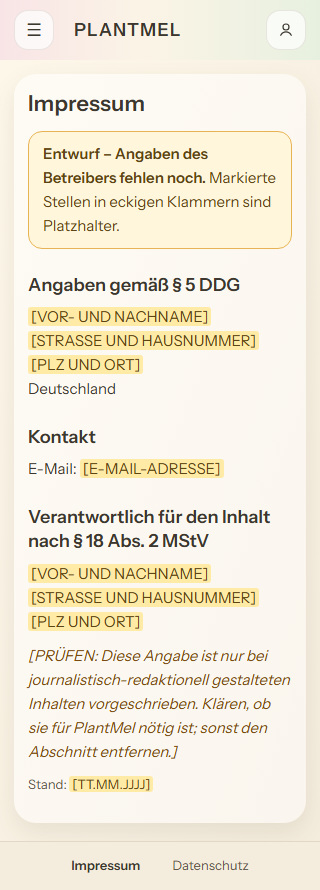 PLANTMEL
Impressum
Entwurf – Angaben des
Betreibers fehlen noch. Markierte
Stellen in eckigen Klammern sind
Platzhalter.
Angaben gemäß § 5 DDG
[VOR- UND NACHNAME]
[STRASSE UND HAUSNUMMER]
[PLZ UND ORT]
Deutschland
Kontakt
E-Mail: [E-MAIL-ADRESSE]
Verantwortlich für den Inhalt
nach § 18 Abs. 2 MStV
[VOR- UND NACHNAME]
[STRASSE UND HAUSNUMMER]
[PLZ UND ORT]
[PRÜFEN: Diese Angabe ist nur bei
journalistisch-redaktionell gestalteten
Inhalten vorgeschrieben. Klären, ob
sie für PlantMel nötig ist; sonst den
Abschnitt entfernen.]
Stand: [TT.MM.JJJJ]
Impressum Datenschutz